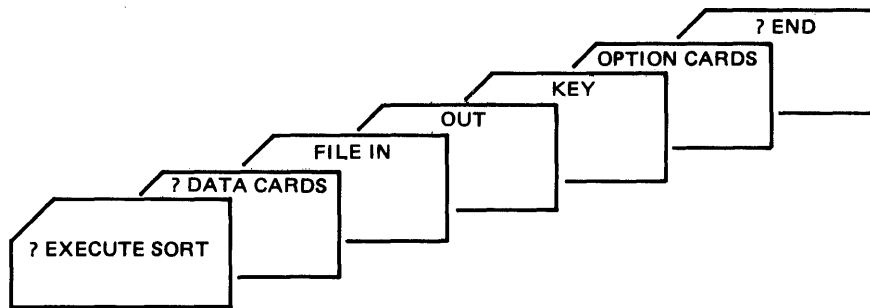 ? END
OPTION CARDS
KEY
OUT
FILE IN
? DATA CARDS
? EXECUTE SORT